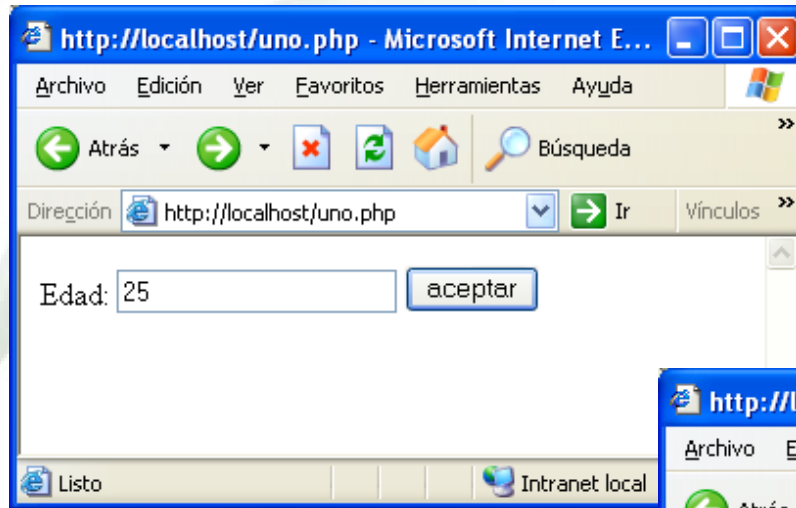 http://localhost/uno.php - Microsoft Internet E...
Archivo Edición Ver Favoritos Herramientas Ayuda
Atrás Búsqueda
Dirección http://localhost/uno.php Ir Vínculos
Edad: 25 aceptar
Listo Intranet local
http://l
Archivo E